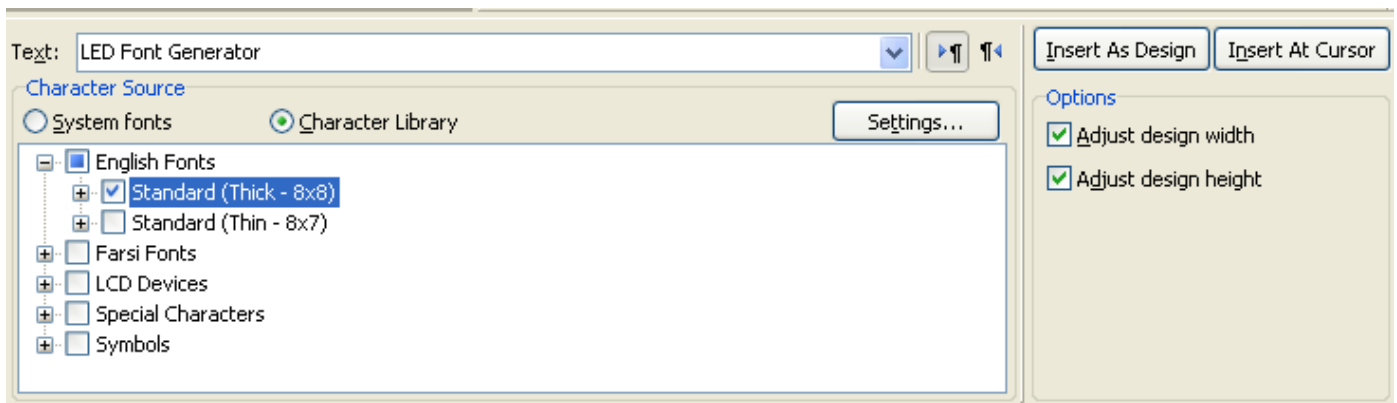 Text: LED Font Generator ¶ ¶ Insert As Design Insert At Cursor
Character Source
Options
System fonts Character Library Settings...
Adjust design width
English Fonts
Standard (Thick - 8x8)
Adjust design height
Standard (Thin - 8x7)
Farsi Fonts
LCD Devices
Special Characters
Symbols